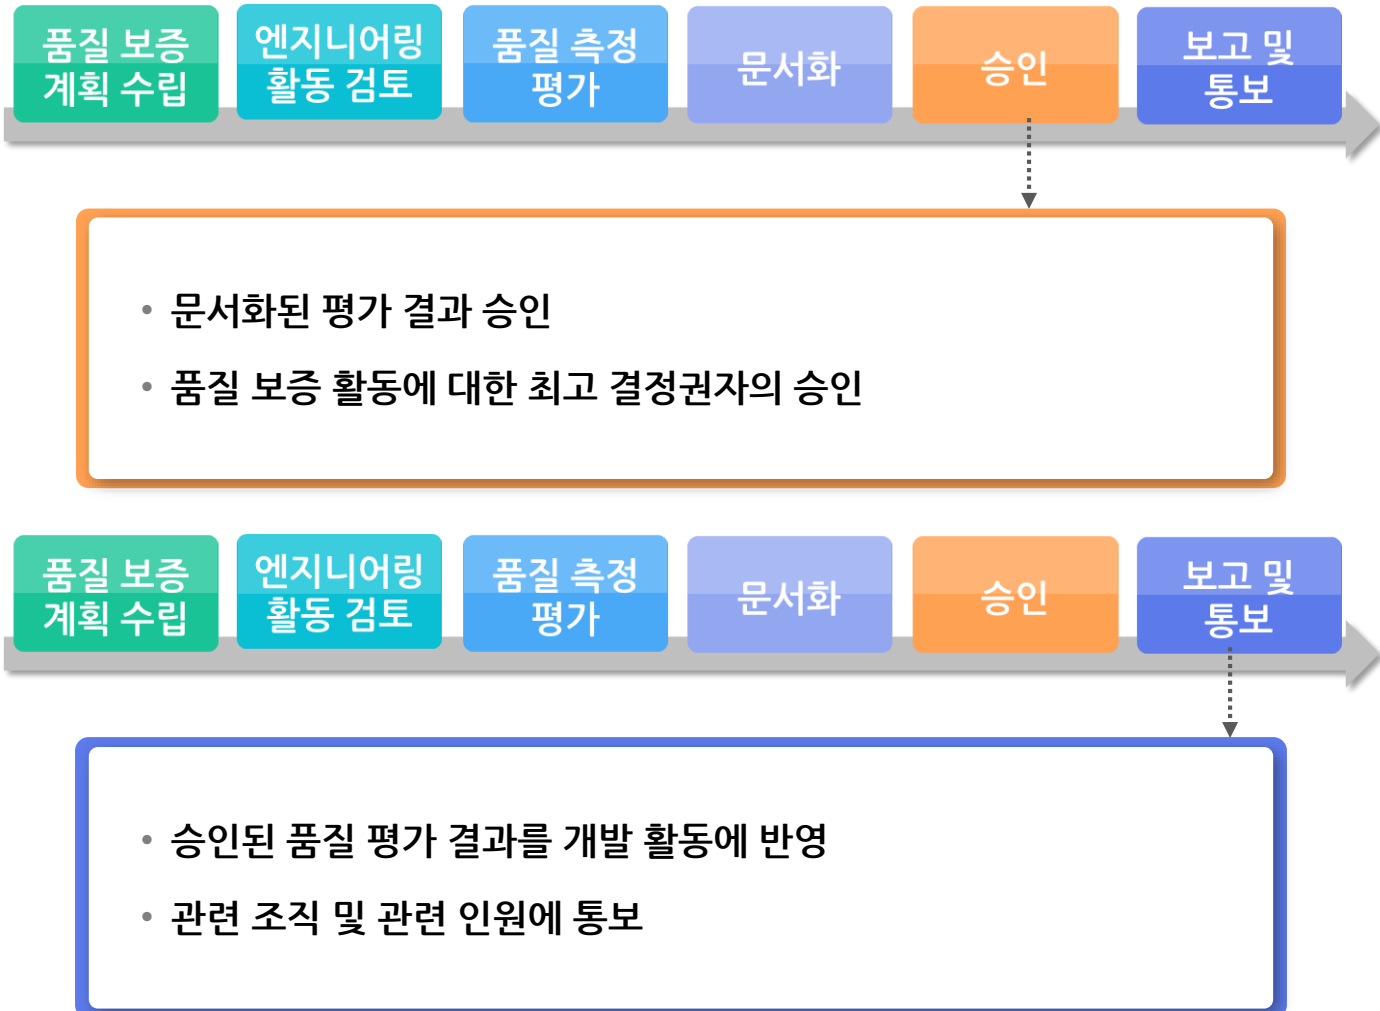 품질 보증
계획 수립
엔지니어링
활동 검토
품질 측정
평가
문서화
승인
보고 및
통보
• 문서화된 평가 결과 승인
• 품질 보증 활동에 대한 최고 결정권자의 승인
품질 보증
계획 수립
엔지니어링
활동 검토
품질 측정
평가
문서화
승인
보고 및
통보
• 승인된 품질 평가 결과를 개발 활동에 반영
• 관련 조직 및 관련 인원에 통보